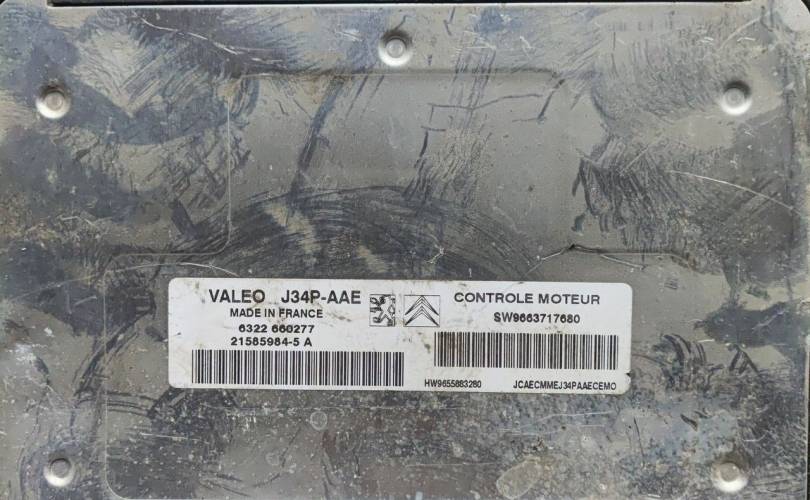 VALEO J34P-AAE
MADE IN FRANCE
6322 660277
21585984-5 A
CONTROLE MOTEUR
SW9663717680
HW9655883280
JCAECMMEJ34PAAECEMO